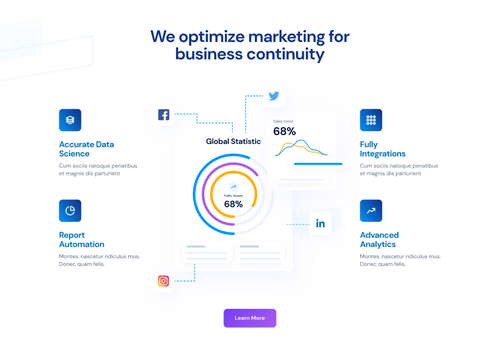 We optimize marketing for
business continuity
Sales trend
68%
Global Statistic
Traffic Growth
68%
Accurate Data
Science
Cum sociis natoque penatibus
et magnis dis parturient
Report
Automation
Montes, nascetur ridiculus mus.
Donec quam felis,
Fully
Integrations
Cum sociis natoque penatibus
et magnis dis parturient
Advanced
Analytics
Montes, nascetur ridiculus mus.
Donec quam felis,
in
Learn More